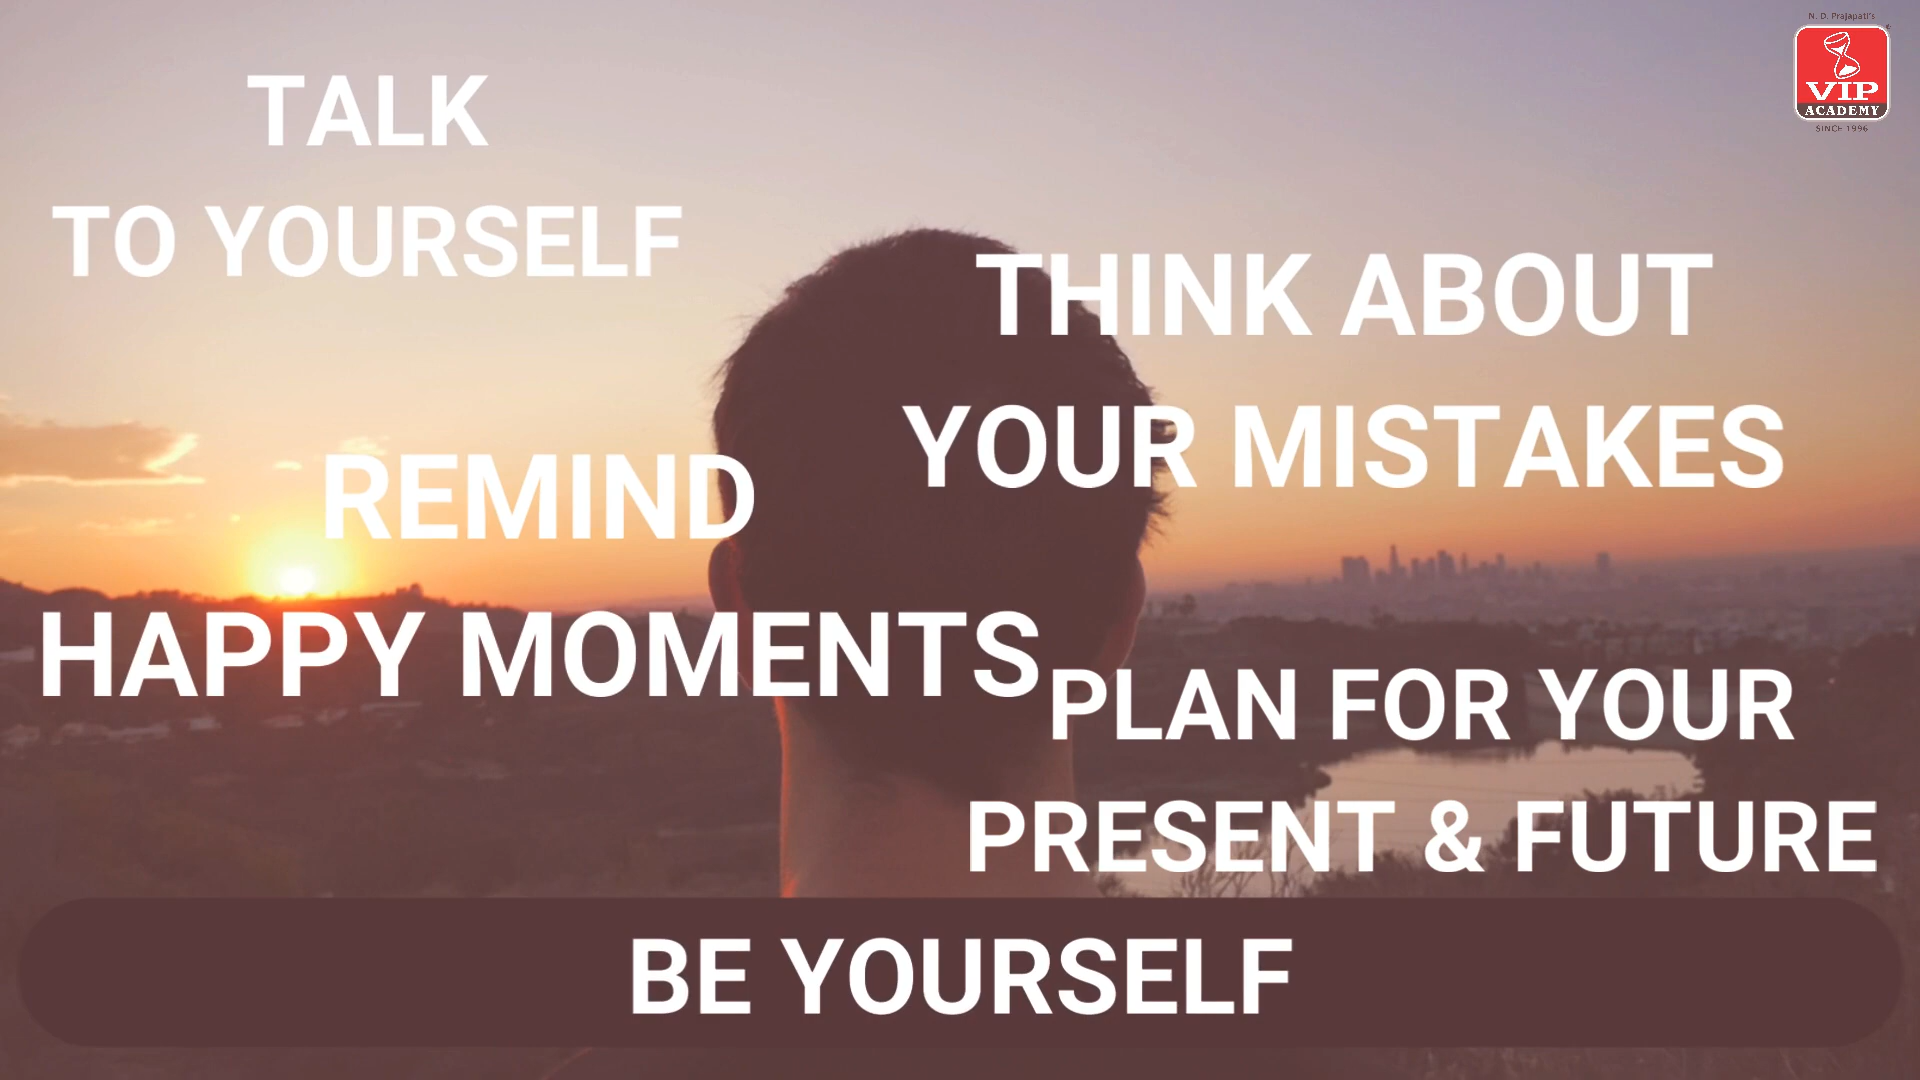 N. D. Prajapati's
VIP
ACADEMY
SINCE 1996
TALK
TO YOURSELF
THINK ABOUT
YOUR MISTAKES
REMIND
HAPPY MOMENTS
PLAN FOR YOUR
PRESENT & FUTURE
BE YOURSELF